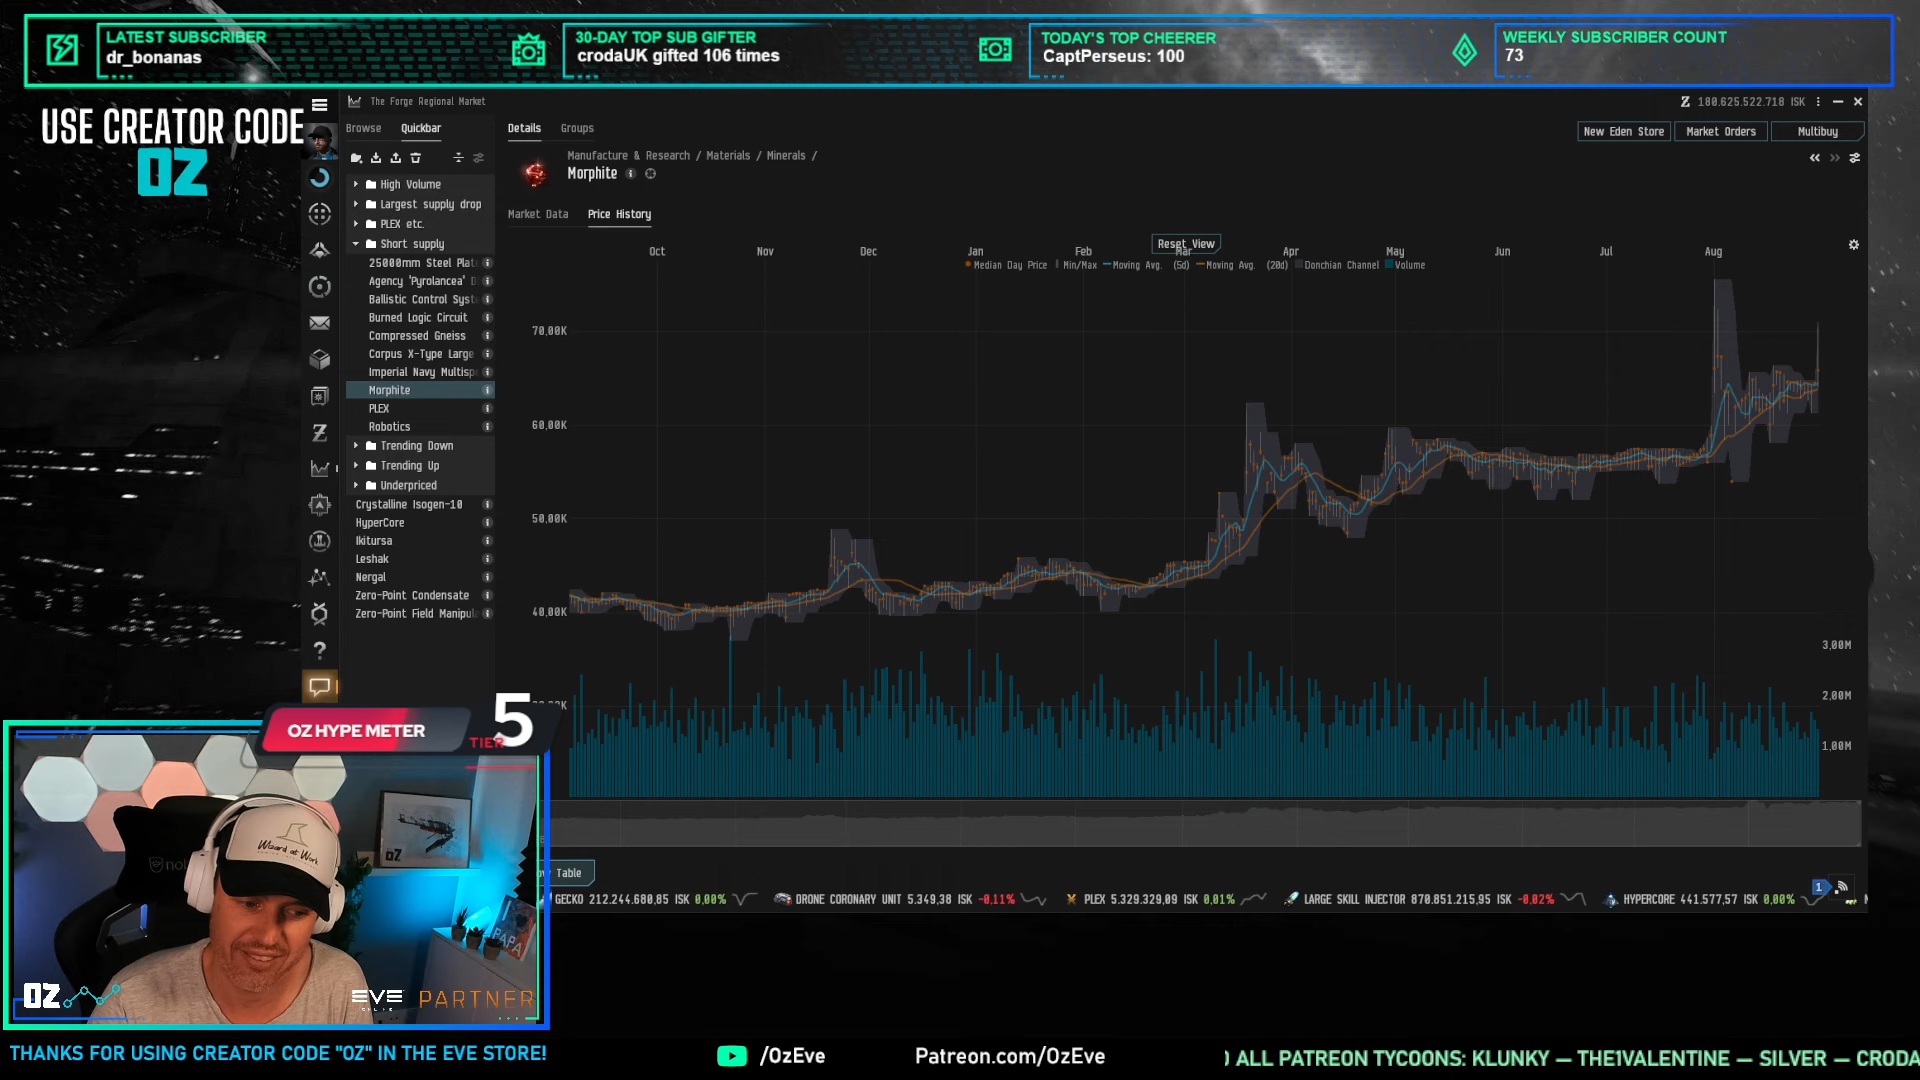 LATEST SUBSCRIBER
dr_bonanas
30-DAY TOP SUB GIFTER
crodaUK gifted 106 times
TODAY'S TOP CHEERER
CaptPerseus: 100
WEEKLY SUBSCRIBER COUNT
73
USE CREATOR CODE
OZ
The Forge Regional Market
180.625.522.718 ISK
Browse
Quickbar
Details
Groups
New Eden Store
Market Orders
Multibuy
Manufacture & Research / Materials / Minerals /
Morphite
Market Data
Price History
High Volume
Largest supply drop
PLEX etc.
Short supply
25000mm Steel Plat
Agency 'Pyrolancea' D
Ballistic Control Syst
Burned Logic Circuit
Compressed Gneiss
Corpus X-Type Large
Imperial Navy Multisp
Morphite
PLEX
Robotics
Trending Down
Trending Up
Underpriced
Crystalline Isogen-10
HyperCore
Ikitursa
Leshak
Nergal
Zero-Point Condensate
Zero-Point Field Manipul
Reset View
Oct Nov Dec Jan Feb Mar Apr May Jun Jul Aug
Median Day Price Min/Max Moving Avg. (5d) Moving Avg. (20d) Donchian Channel Volume
70,00K
60,00K
50,00K
40,00K
3,00M
2,00M
1,00M
OZ HYPE METER
TIER 5
Table
GECKO 212.244.680,05 ISK 0,00% DRONE CORONARY UNIT 5.349,38 ISK -0,11% PLEX 5.329.329,09 ISK 0,01% LARGE SKILL INJECTOR 870.851.215,95 ISK -0,02% HYPERCORE 441.577,57 ISK 0,00%
1
Wizard at Work
OZ
PAPA
OZ
EVE PARTNER
THANKS FOR USING CREATOR CODE "OZ" IN THE EVE STORE!
/OzEve
Patreon.com/OzEve
ALL PATREON TYCOONS: KLUNKY — THE1VALENTINE — SILVER — CRODA